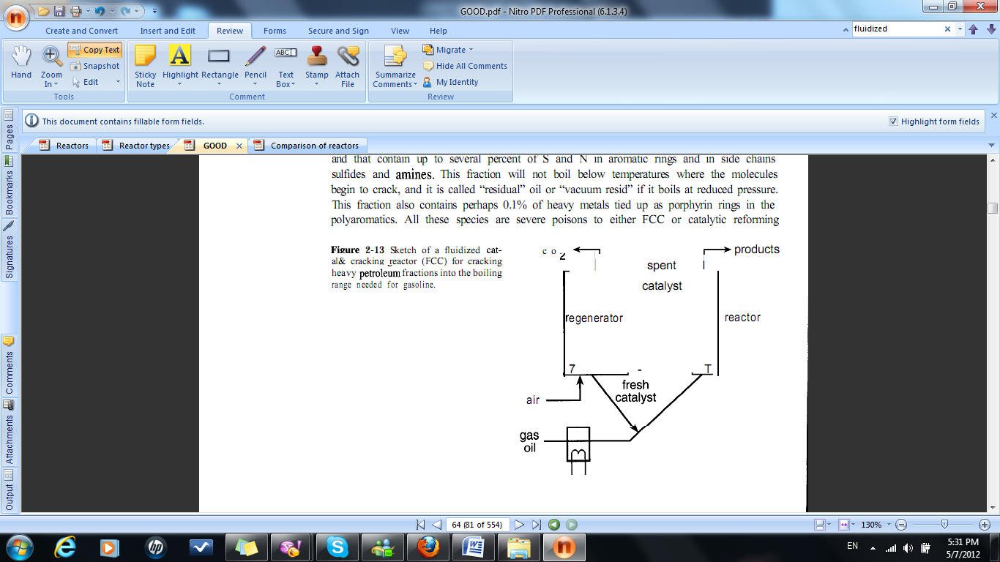 GOOD.pdf - Nitro PDF Professional (6.1.3.4)
Create and Convert Insert and Edit Review Forms Secure and Sign View Help
fluidized
Hand
Zoom In
Copy Text
Snapshot
Edit
Tools
Sticky Note
Highlight
Rectangle
Pencil
ABC
Text Box
Stamp
Attach File
Comment
Summarize Comments
Migrate
Hide All Comments
My Identity
Review
This document contains fillable form fields.
Highlight form fields
Pages
Bookmarks
Signatures
Comments
Attachments
Output
Reactors Reactor types GOOD Comparison of reactors
and that contain up to several percent of S and N in aromatic rings and in side chains
sulfides and amines. This fraction will not boil below temperatures where the molecules
begin to crack, and it is called “residual” oil or “vacuum resid” if it boils at reduced pressure.
This fraction also contains perhaps 0.1% of heavy metals tied up as porphyrin rings in the
polyaromatics. All these species are severe poisons to either FCC or catalytic reforming
Figure 2-13 Sketch of a fluidized cat-
al& cracking reactor (FCC) for cracking
heavy petroleum fractions into the boiling
range needed for gasoline.
c o 2
products
spent
catalyst
regenerator
reactor
7
-
T
fresh
catalyst
air
gas
oil
64 (81 of 554)
130%
EN
5:31 PM
5/7/2012